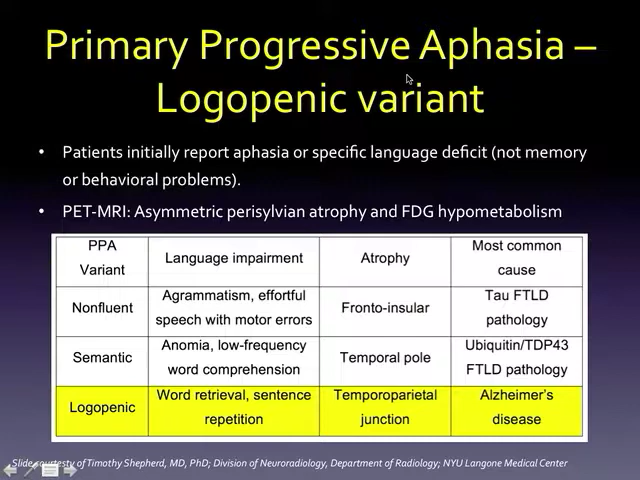 Primary Progressive Aphasia –
Logopenic variant
• Patients initially report aphasia or specific language deficit (not memory
or behavioral problems).
• PET-MRI: Asymmetric perisylvian atrophy and FDG hypometabolism
PPA
Variant
Language impairment
Atrophy
Most common
cause
Nonfluent
Agrammatism, effortful
speech with motor errors
Fronto-insular
Tau FTLD
pathology
Semantic
Anomia, low-frequency
word comprehension
Temporal pole
Ubiquitin/TDP43
FTLD pathology
Logopenic
Word retrieval, sentence
repetition
Temporoparietal
junction
Alzheimer's
disease
Slide courtesty of Timothy Shepherd, MD, PhD; Division of Neuroradiology, Department of Radiology; NYU Langone Medical Center